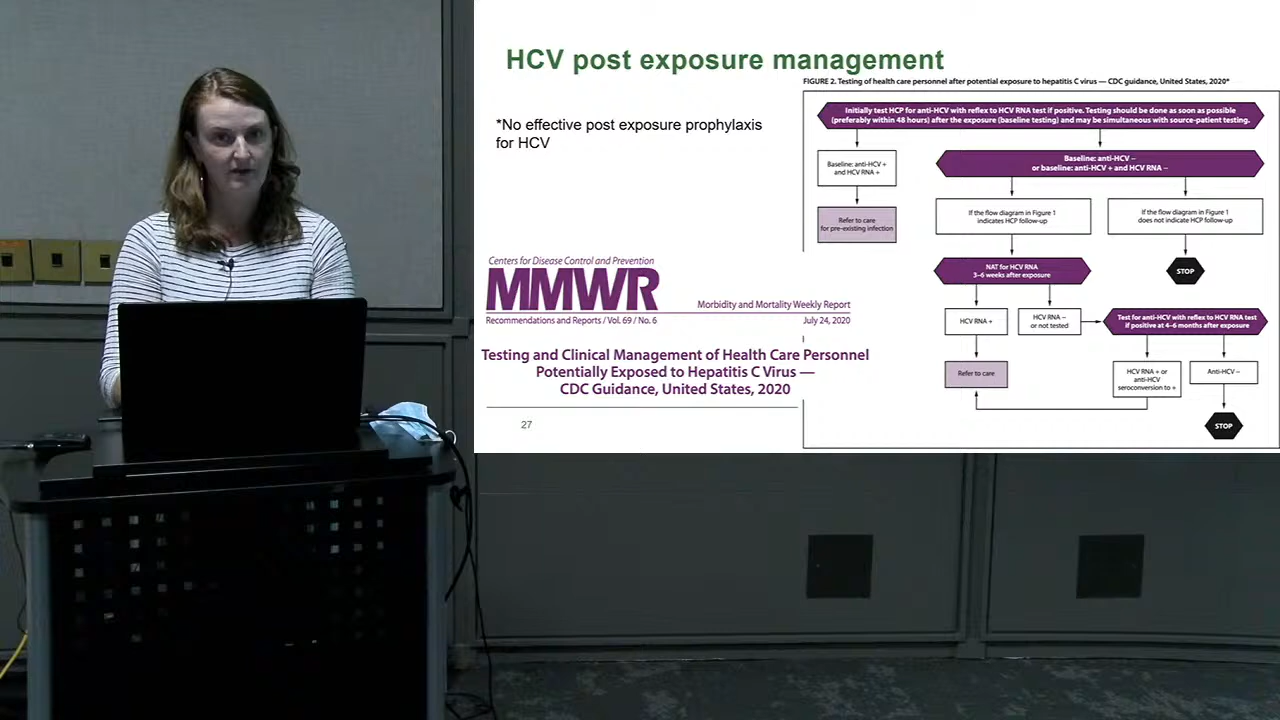 HCV post exposure management
*No effective post exposure prophylaxis
for HCV
Centers for Disease Control and Prevention
MMWR
Morbidity and Mortality Weekly Report
Recommendations and Reports / Vol. 69 / No. 6
July 24, 2020
Testing and Clinical Management of Health Care Personnel
Potentially Exposed to Hepatitis C Virus —
CDC Guidance, United States, 2020
27
FIGURE 2. Testing of health care personnel after potential exposure to hepatitis C virus — CDC guidance, United States, 2020*
Initially test HCP for anti-HCV with reflex to HCV RNA test if positive. Testing should be done as soon as possible
(preferably within 48 hours) after the exposure (baseline testing) and may be simultaneous with source-patient testing.
Baseline: anti-HCV +
and HCV RNA +
Refer to care
for pre-existing infection
Baseline: anti-HCV –
or baseline: anti-HCV + and HCV RNA –
If the flow diagram in Figure 1
indicates HCP follow-up
If the flow diagram in Figure 1
does not indicate HCP follow-up
STOP
NAT for HCV RNA
3–6 weeks after exposure
HCV RNA +
HCV RNA –
or not tested
Test for anti-HCV with reflex to HCV RNA test
if positive at 4–6 months after exposure
Refer to care
HCV RNA + or
anti-HCV
seroconversion to +
Anti-HCV –
STOP